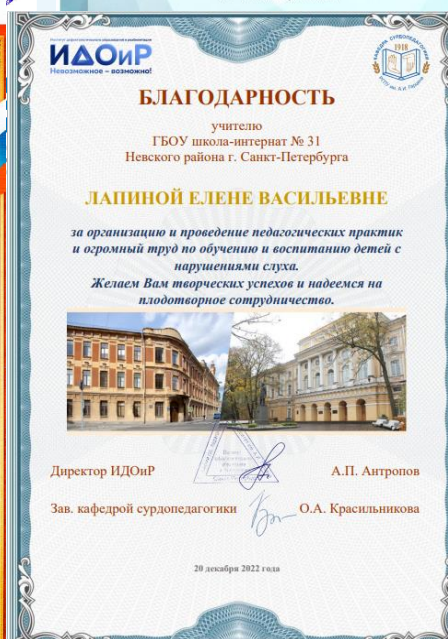 ИДОиР
Невозможное – возможно!
1918
БЛАГОДАРНОСТЬ
учителю
ГБОУ школа-интернат № 31
Невского района г. Санкт-Петербурга
ЛАПИНОЙ ЕЛЕНЕ ВАСИЛЬЕВНЕ
за организацию и проведение педагогических практик
и огромный труд по обучению и воспитанию детей с
нарушениями слуха.
Желаем Вам творческих успехов и надеемся на
плодотворное сотрудничество.
Директор ИДОиР А.П. Антропов
Зав. кафедрой сурдопедагогики О.А. Красильникова
20 декабря 2022 года